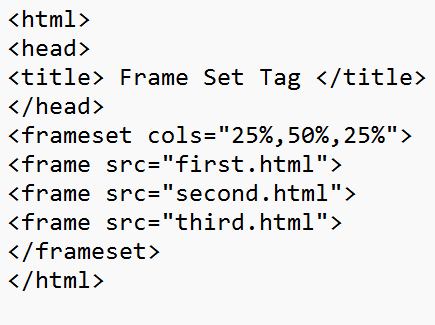 <html>
<head>
<title> Frame Set Tag </title>
</head>
<frameset cols="25%,50%,25%">
<frame src="first.html">
<frame src="second.html">
<frame src="third.html">
</frameset>
</html>